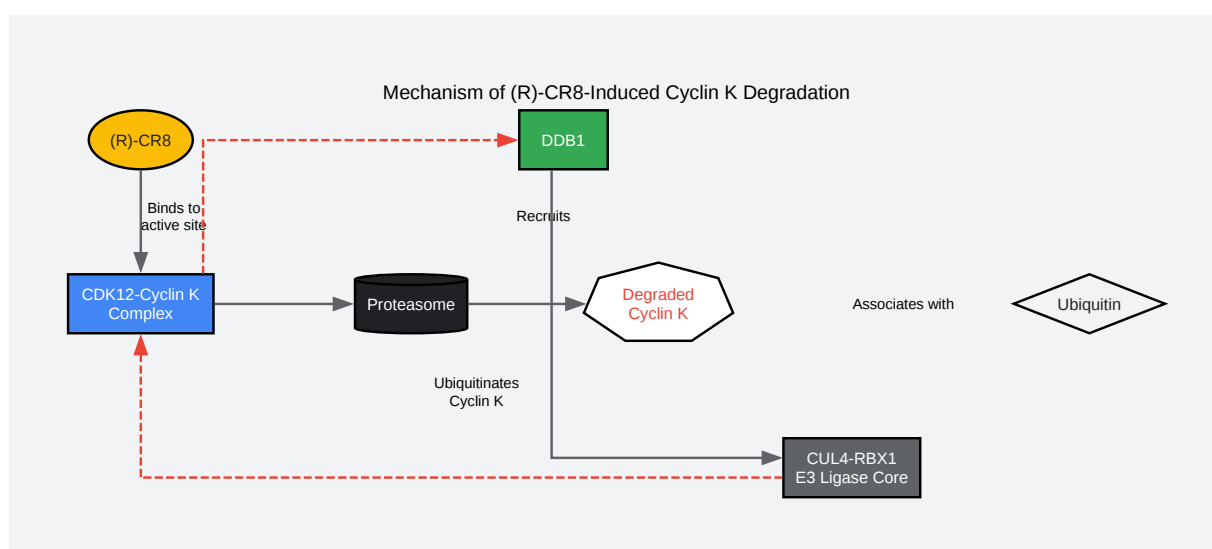 Mechanism of (R)-CR8-Induced Cyclin K Degradation
(R)-CR8
DDB1
Binds to
active site
Recruits
CDK12-Cyclin K
Complex
Proteasome
Degraded
Cyclin K
Associates with
Ubiquitin
Ubiquitinates
Cyclin K
CUL4-RBX1
E3 Ligase Core